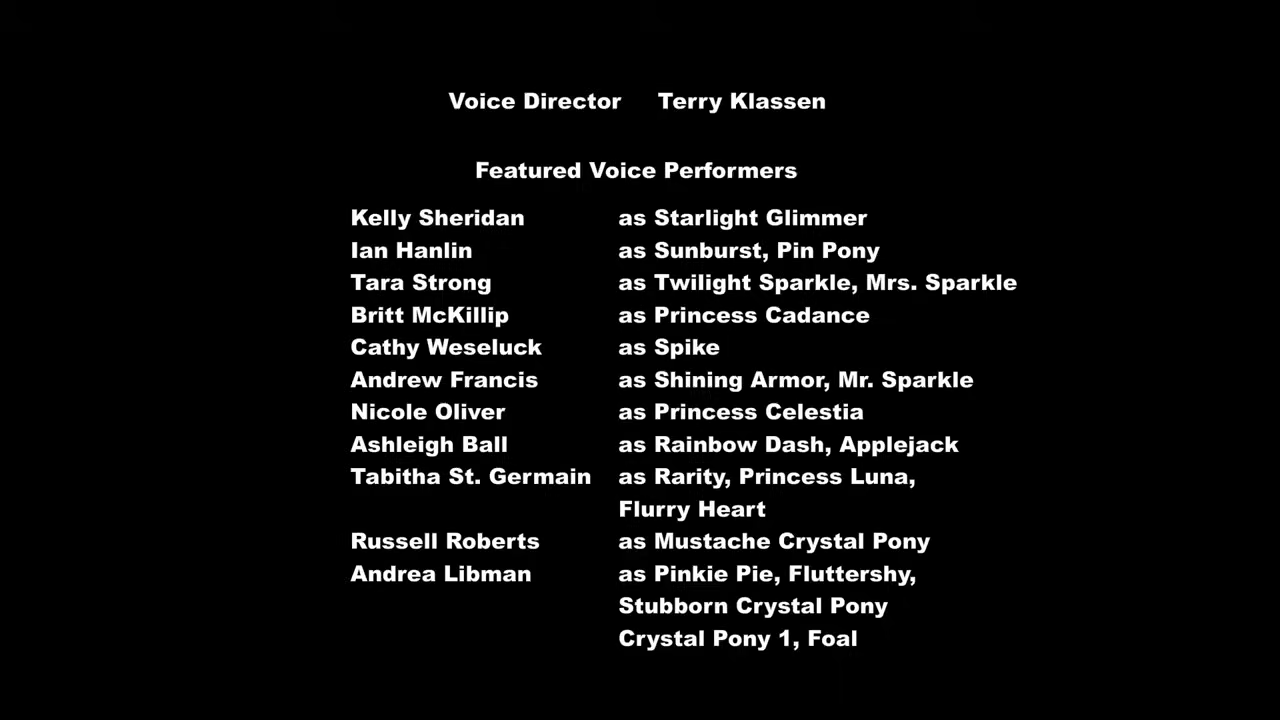 Voice Director Terry Klassen
Featured Voice Performers
Kelly Sheridan as Starlight Glimmer
Ian Hanlin as Sunburst, Pin Pony
Tara Strong as Twilight Sparkle, Mrs. Sparkle
Britt McKillip as Princess Cadance
Cathy Weseluck as Spike
Andrew Francis as Shining Armor, Mr. Sparkle
Nicole Oliver as Princess Celestia
Ashleigh Ball as Rainbow Dash, Applejack
Tabitha St. Germain as Rarity, Princess Luna,
Flurry Heart
Russell Roberts as Mustache Crystal Pony
Andrea Libman as Pinkie Pie, Fluttershy,
Stubborn Crystal Pony
Crystal Pony 1, Foal